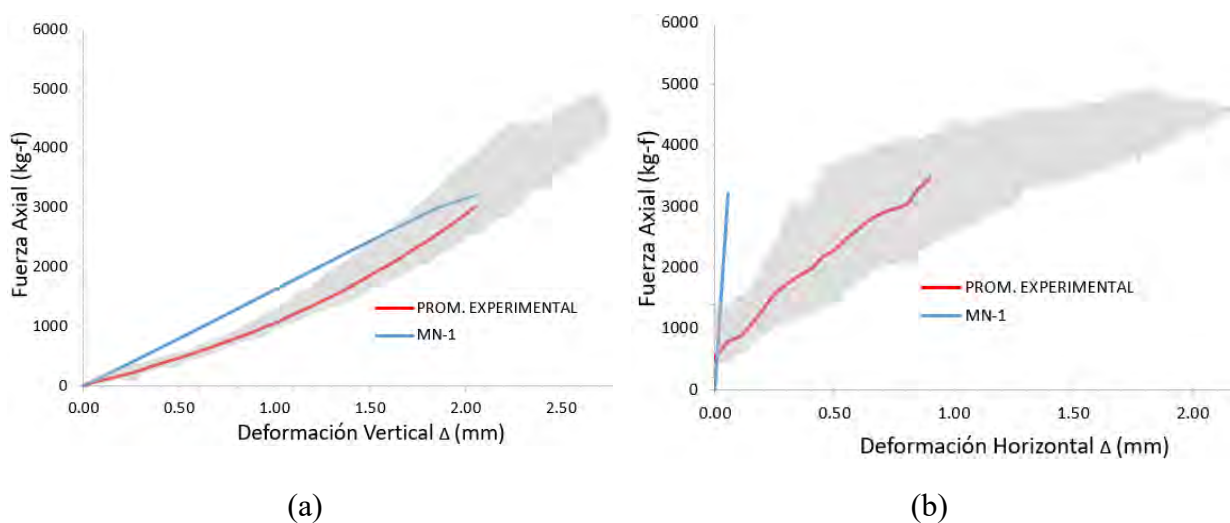 6000
5000
4000
3000
2000
1000
0
Fuerza Axial (kg-f)
PROM. EXPERIMENTAL
MN-1
0.00 0.50 1.00 1.50 2.00 2.50
Deformación Vertical Δ (mm)
(a)
6000
5000
4000
3000
2000
1000
0
Fuerza Axial (kg-f)
PROM. EXPERIMENTAL
MN-1
0.00 0.50 1.00 1.50 2.00
Deformación Horizontal Δ (mm)
(b)